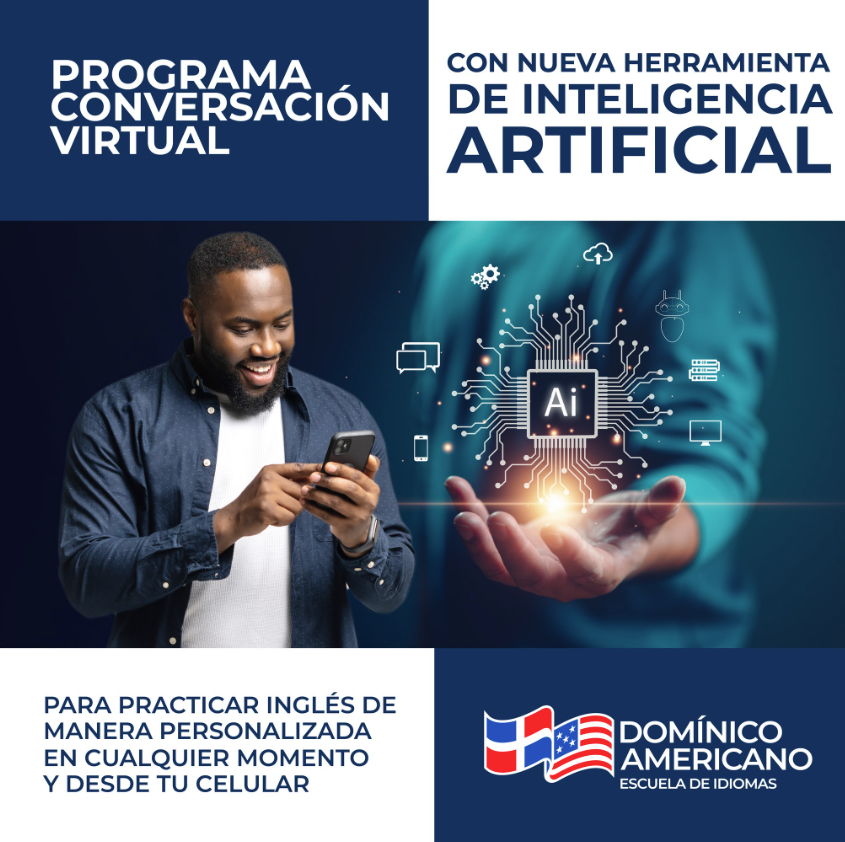 PROGRAMA
CONVERSACIÓN
VIRTUAL
CON NUEVA HERRAMIENTA
DE INTELIGENCIA
ARTIFICIAL
Ai
PARA PRACTICAR INGLÉS DE
MANERA PERSONALIZADA
EN CUALQUIER MOMENTO
Y DESDE TU CELULAR
DOMÍNICO
AMERICANO
ESCUELA DE IDIOMAS